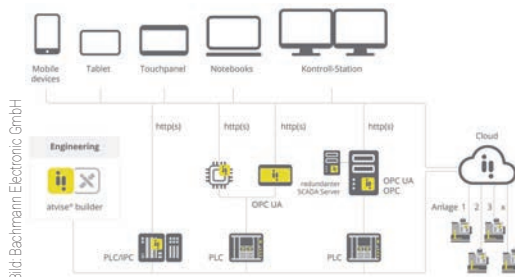 Mobile
devices
Tablet
Touchpanel
Notebooks
Kontroll-Station
http(s)
http(s)
http(s)
http(s)
Cloud
Engineering
atvise® builder
redundanter
SCADA Server
OPC UA
OPC
OPC UA
Anlage 1 2 3 x
PLC/IPC
PLC
PLC
Bild: Bachmann Electronic GmbH